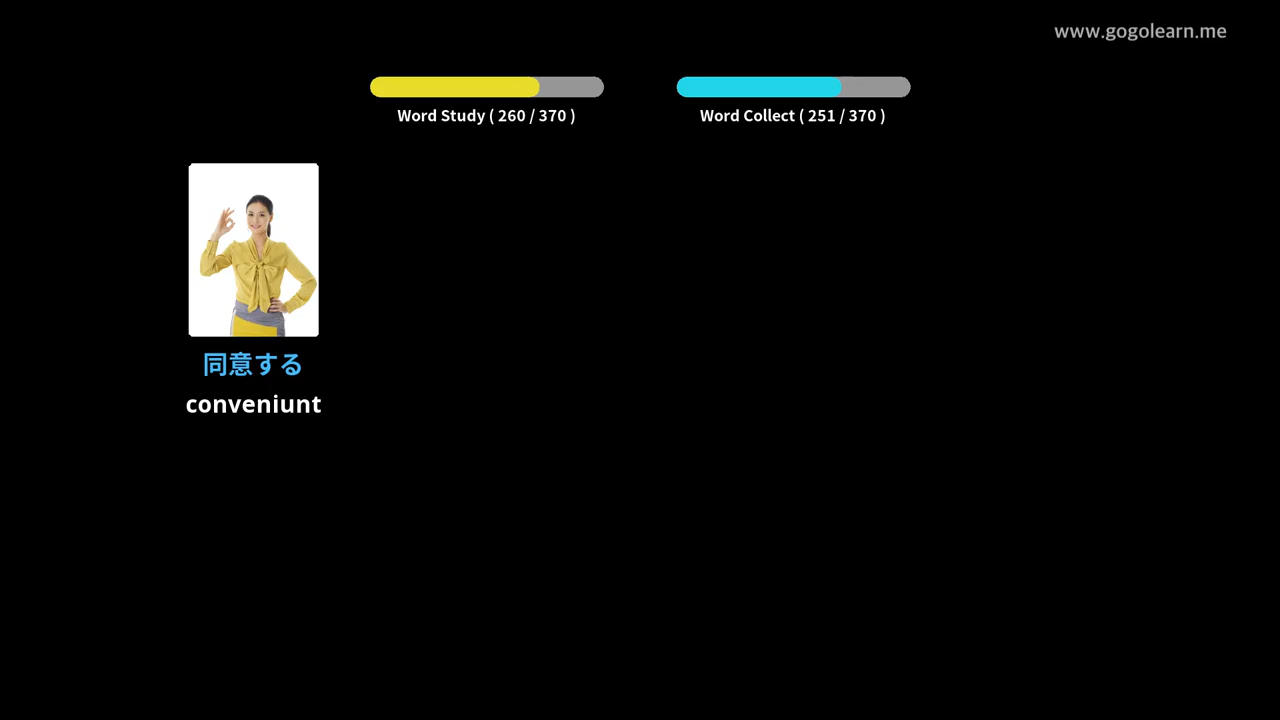 www.gogolearn.me
Word Study ( 260 / 370 )
Word Collect ( 251 / 370 )
同意する
conveniunt